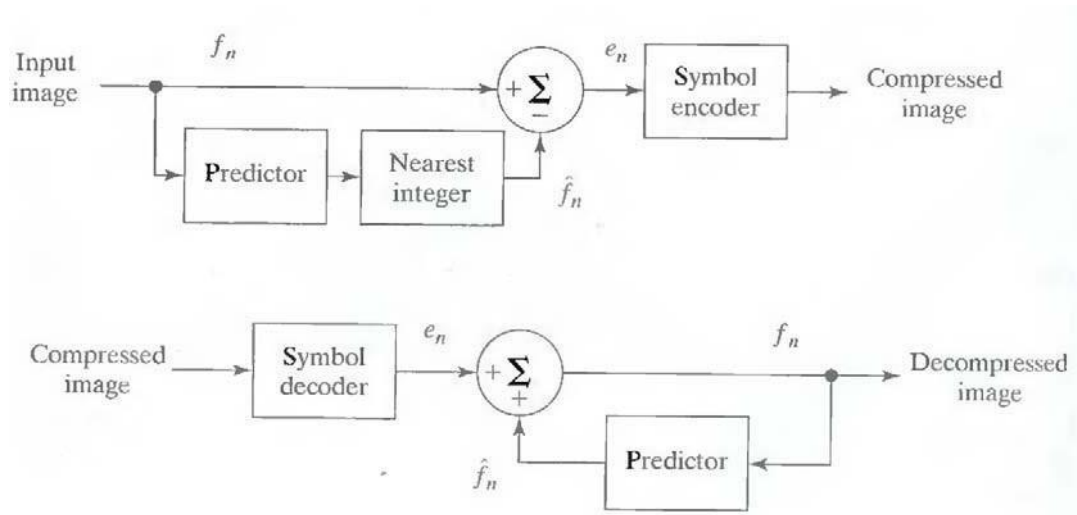 Input
image
f_n
+ Σ
−
e_n
Symbol
encoder
Compressed
image
Predictor
Nearest
integer
f̂_n
Compressed
image
Symbol
decoder
e_n
+ Σ
+
f_n
Decompressed
image
Predictor
f̂_n